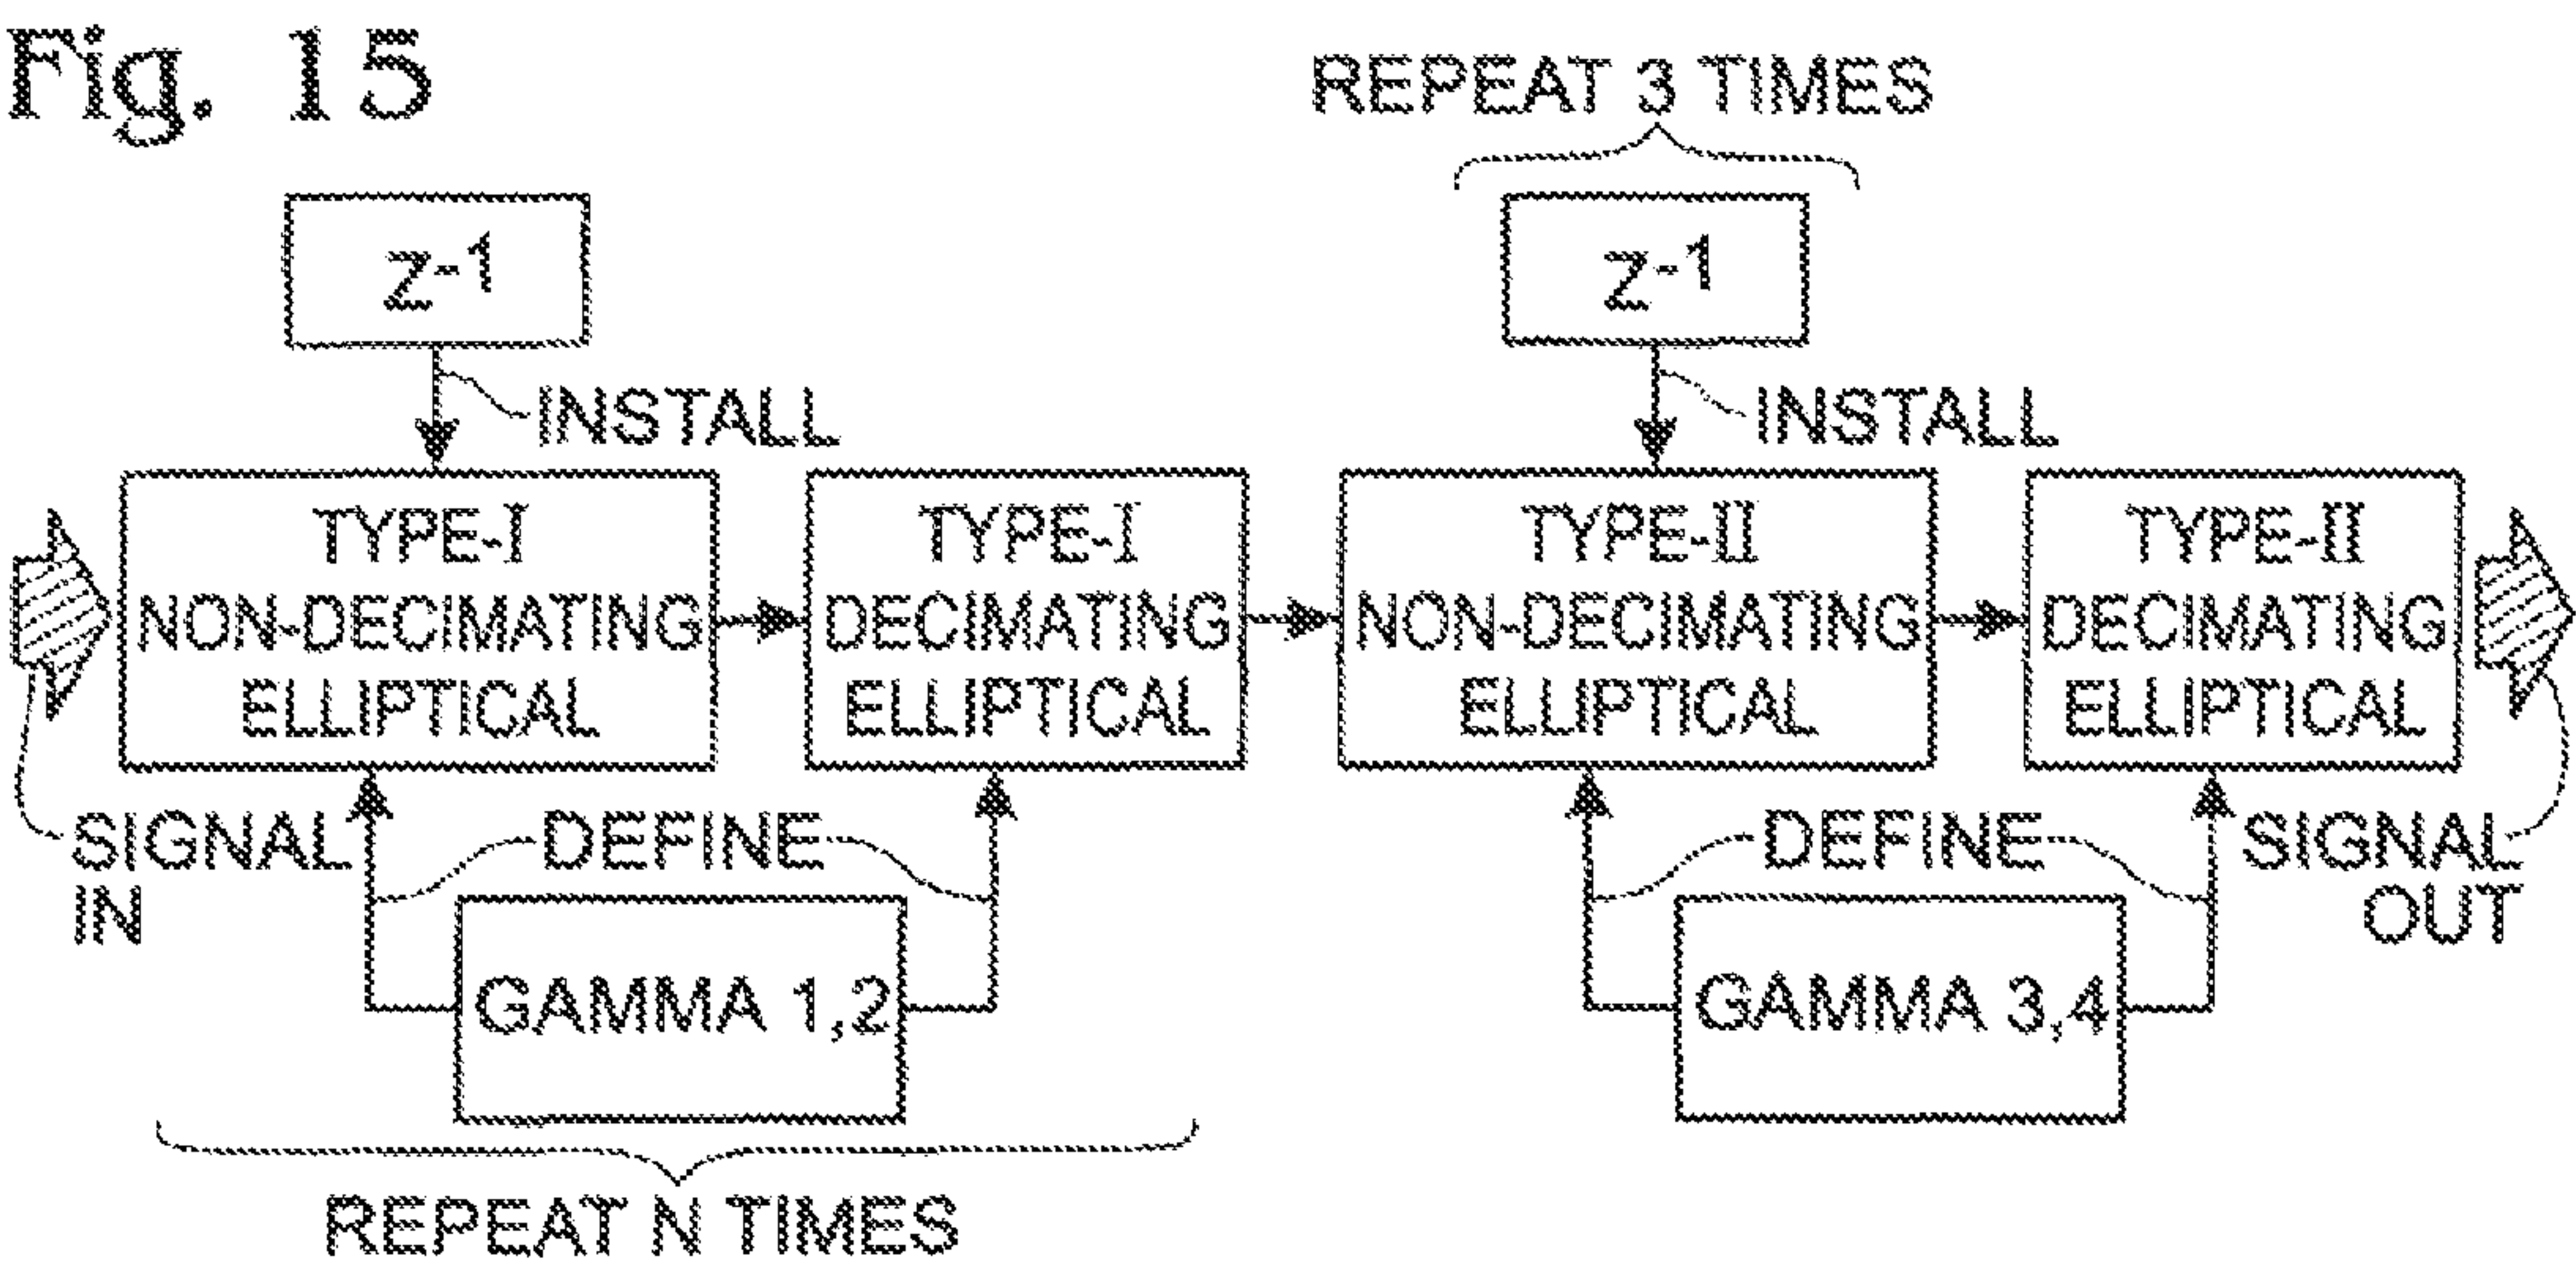 Fig. 15
REPEAT 3 TIMES
z-1
z-1
INSTALL
INSTALL
TYPE-I
NON-DECIMATING
ELLIPTICAL
TYPE-I
DECIMATING
ELLIPTICAL
TYPE-II
NON-DECIMATING
ELLIPTICAL
TYPE-II
DECIMATING
ELLIPTICAL
SIGNAL
IN
DEFINE
DEFINE
SIGNAL
OUT
GAMMA 1,2
GAMMA 3,4
REPEAT N TIMES